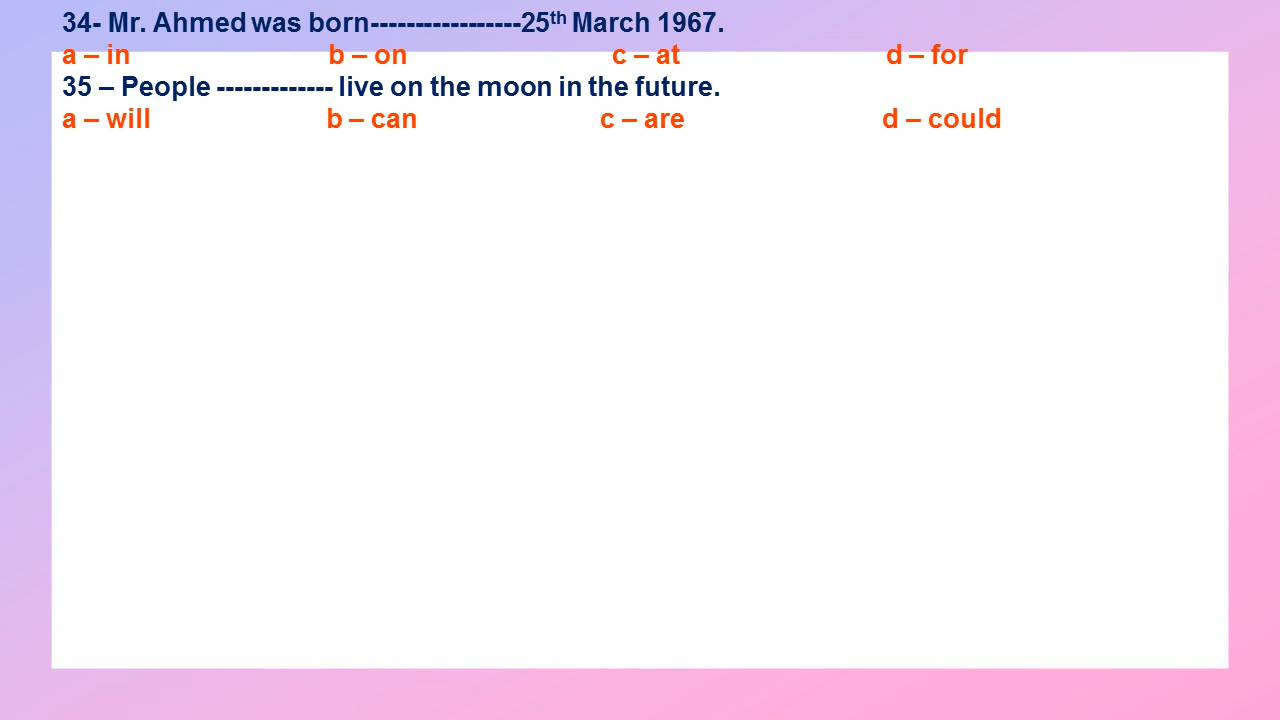 34- Mr. Ahmed was born-----------------25th March 1967.
a – in b – on c – at d – for
35 – People ------------- live on the moon in the future.
a – will b – can c – are d – could